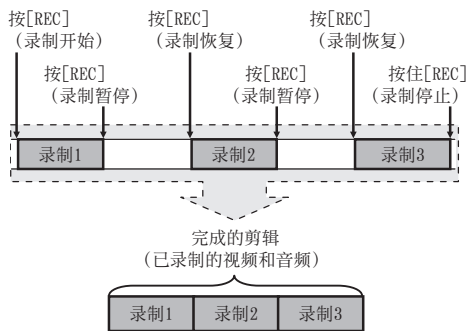 按[REC]
（录制开始）
按[REC]
（录制恢复）
按[REC]
（录制恢复）
按[REC]
（录制暂停）
按[REC]
（录制暂停）
按住[REC]
（录制停止）
录制1
录制2
录制3
完成的剪辑
（已录制的视频和音频）
录制1
录制2
录制3